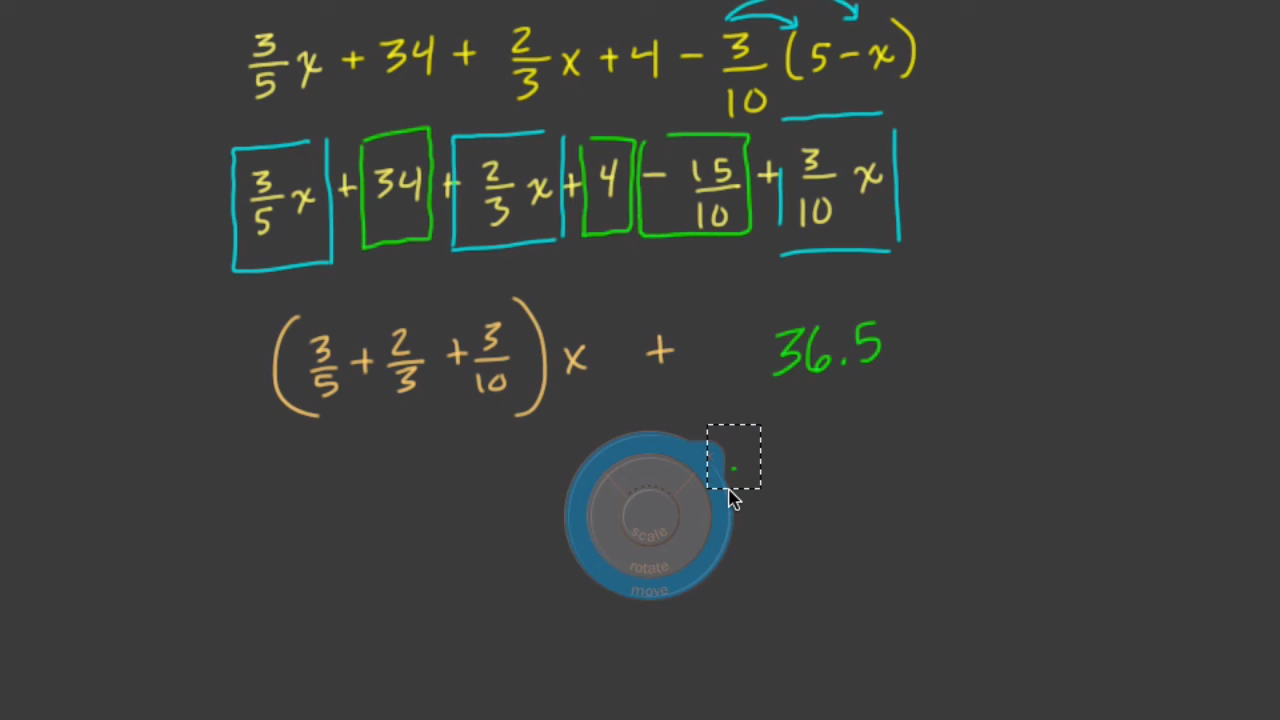 3/5 x + 34 + 2/3 x + 4 - 3/10 (5 - x)
3/5 x + 34 + 2/3 x + 4 - 15/10 + 3/10 x
(3/5 + 2/3 + 3/10) x + 36.5
scale
rotate
move